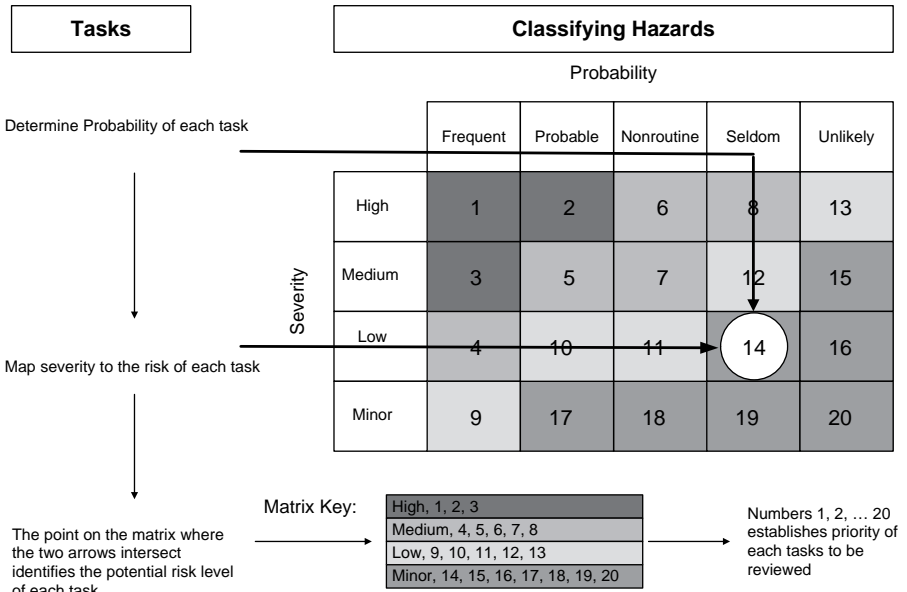 Tasks
Classifying Hazards
Probability
Determine Probability of each task
Frequent Probable Nonroutine Seldom Unlikely
High 1 2 6 8 13
Medium 3 5 7 12 15
Severity
Low 4 10 11 14 16
Map severity to the risk of each task
Minor 9 17 18 19 20
The point on the matrix where
the two arrows intersect
identifies the potential risk level
of each task
Matrix Key:
High, 1, 2, 3
Medium, 4, 5, 6, 7, 8
Low, 9, 10, 11, 12, 13
Minor, 14, 15, 16, 17, 18, 19, 20
Numbers 1, 2, … 20
establishes priority of
each tasks to be
reviewed